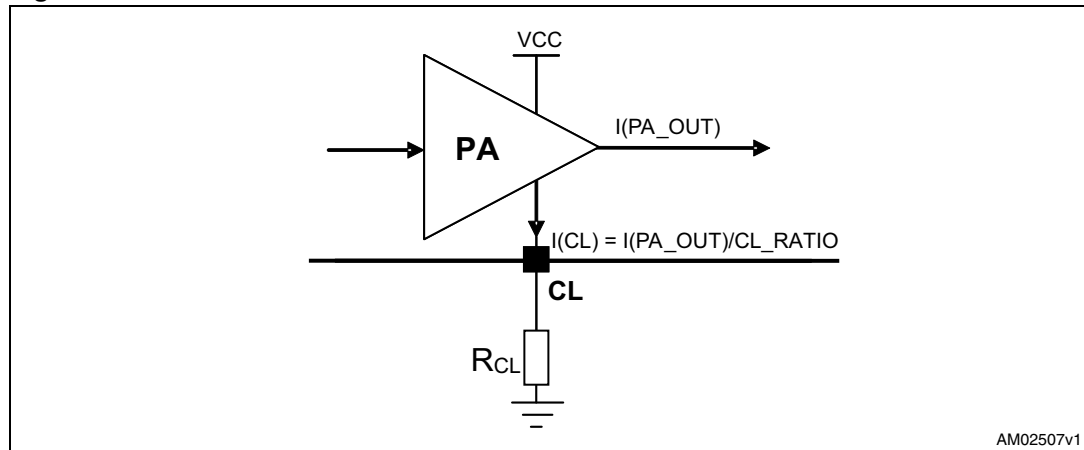 VCC
I(PA_OUT)
PA
I(CL) = I(PA_OUT)/CL_RATIO
CL
RCL
AM02507v1